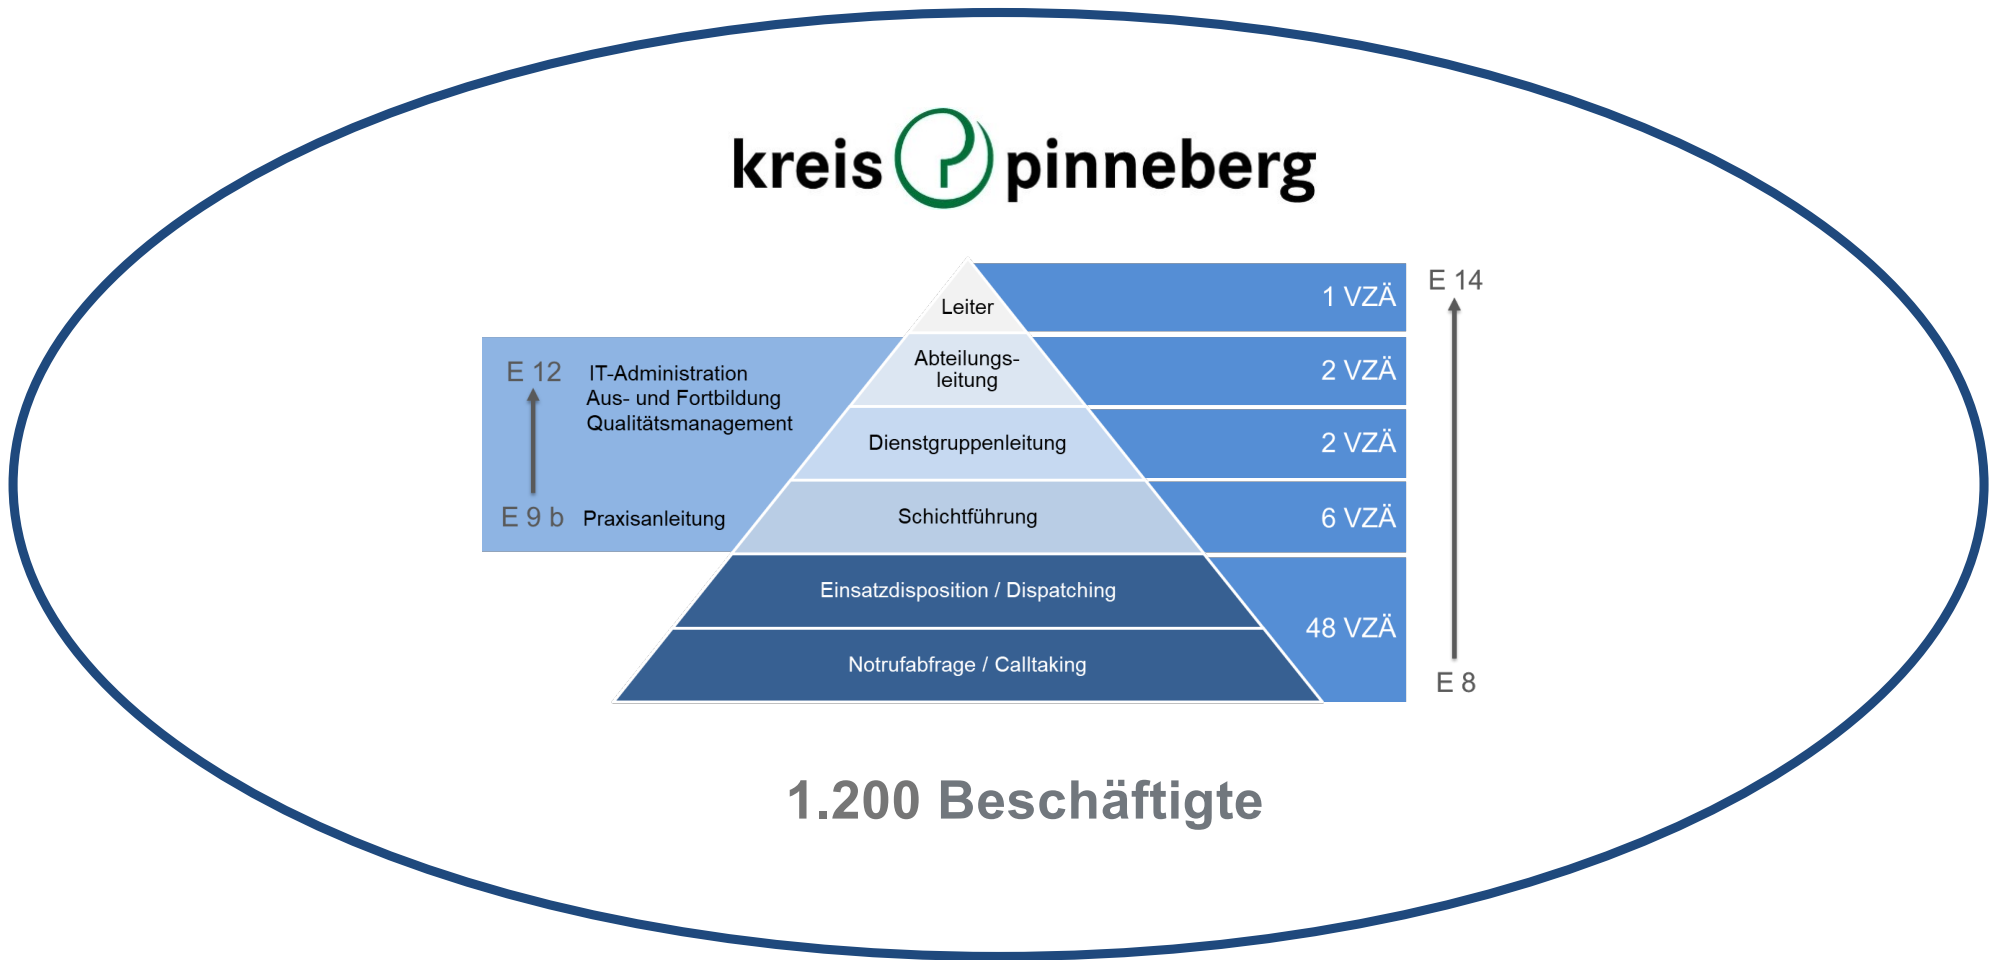 kreis pinneberg
Leiter
1 VZÄ
E 14
Abteilungs-
leitung
2 VZÄ
E 12
IT-Administration
Aus- und Fortbildung
Qualitätsmanagement
Dienstgruppenleitung
2 VZÄ
E 9 b
Praxisanleitung
Schichtführung
6 VZÄ
Einsatzdisposition / Dispatching
48 VZÄ
Notrufabfrage / Calltaking
E 8
1.200 Beschäftigte